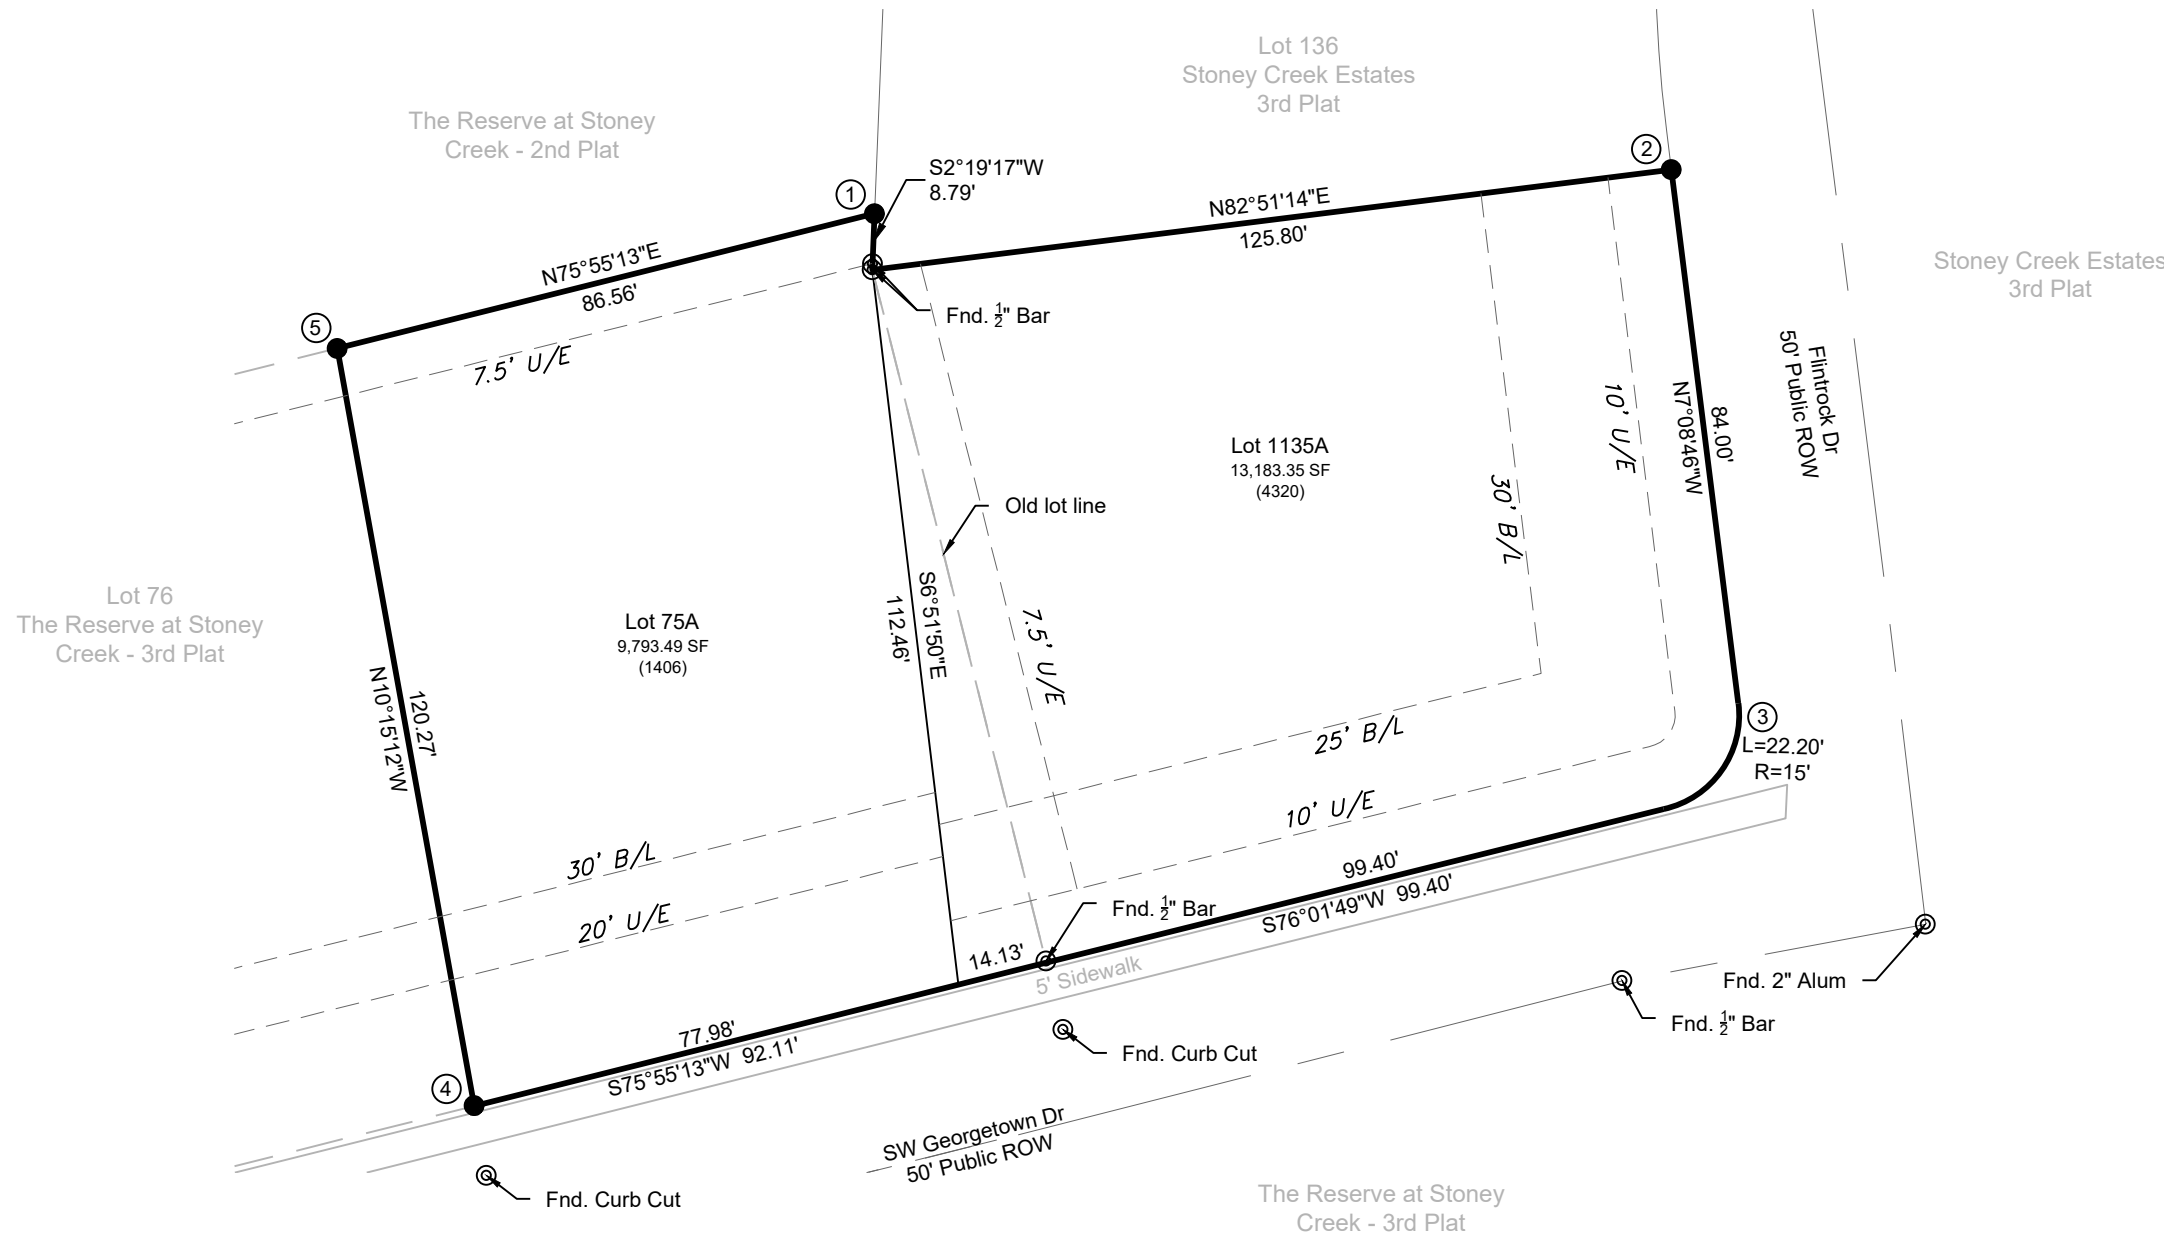 Lot 136
Stoney Creek Estates
3rd Plat
The Reserve at Stoney
Creek - 2nd Plat
S2°19'17"W
8.79'
1
2
N82°51'14"E
125.80'
N75°55'13"E
86.56'
5
Fnd. ½" Bar
7.5' U/E
Stoney Creek Estates
3rd Plat
Flintrock Dr
50' Public ROW
84.00'
N7°08'46"W
10' U/E
30' B/L
Lot 1135A
13,183.35 SF
(4320)
Old lot line
S6°51'50"E
112.46'
7.5' U/E
Lot 76
The Reserve at Stoney
Creek - 3rd Plat
Lot 75A
9,793.49 SF
(1406)
120.27'
N10°15'12"W
3
L=22.20'
R=15'
25' B/L
10' U/E
30' B/L
20' U/E
99.40'
S76°01'49"W 99.40'
Fnd. ½" Bar
14.13'
5' Sidewalk
Fnd. 2" Alum
Fnd. ½" Bar
77.98'
S75°55'13"W 92.11'
Fnd. Curb Cut
4
SW Georgetown Dr
50' Public ROW
Fnd. Curb Cut
The Reserve at Stoney
Creek - 3rd Plat